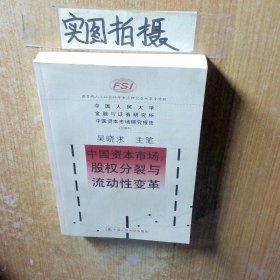 实图拍摄
FSI
中国人民大学
金融与证券研究所
中国资本市场研究报告
吴晓求 主笔
中国资本市场：
股权分裂与
流动性变革